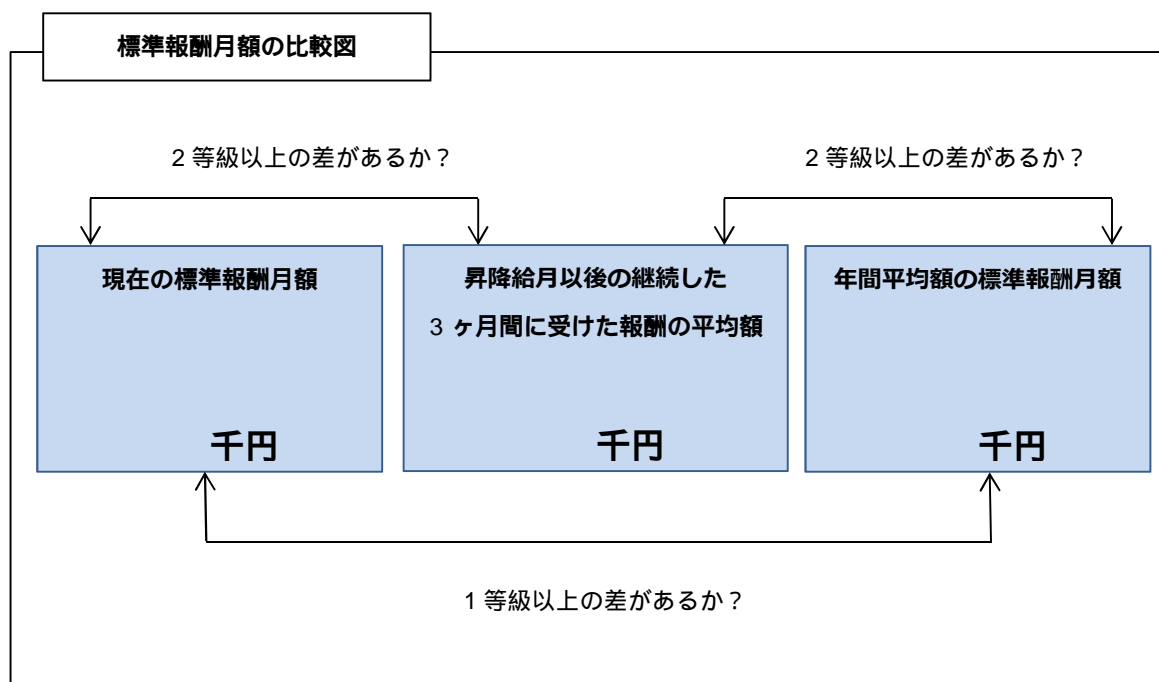 標準報酬月額の比較図
2等級以上の差があるか?
2等級以上の差があるか?
現在の標準報酬月額
千円
昇降給月以後の継続した
3ヶ月間に受けた報酬の平均額
千円
年間平均額の標準報酬月額
千円
1等級以上の差があるか?